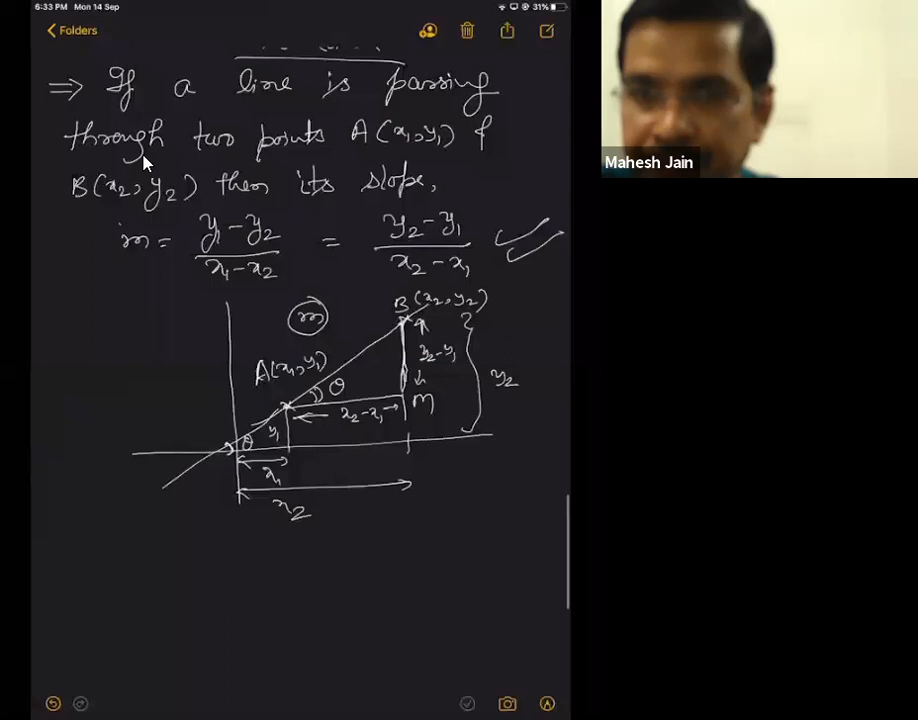 6:33 PM Mon 14 Sep
31%
Folders
⇒ If a line is passing
through two points A(x₁,y₁) &
B(x₂,y₂) then its slope,
m = y₁-y₂/x₁-x₂ = y₂-y₁/x₂-x₁
m
B(x₂,y₂)
A(x₁,y₁)
y₂-y₁
θ
y₂
x₂-x₁
M
θ
y₁
x₁
x₂
Mahesh Jain